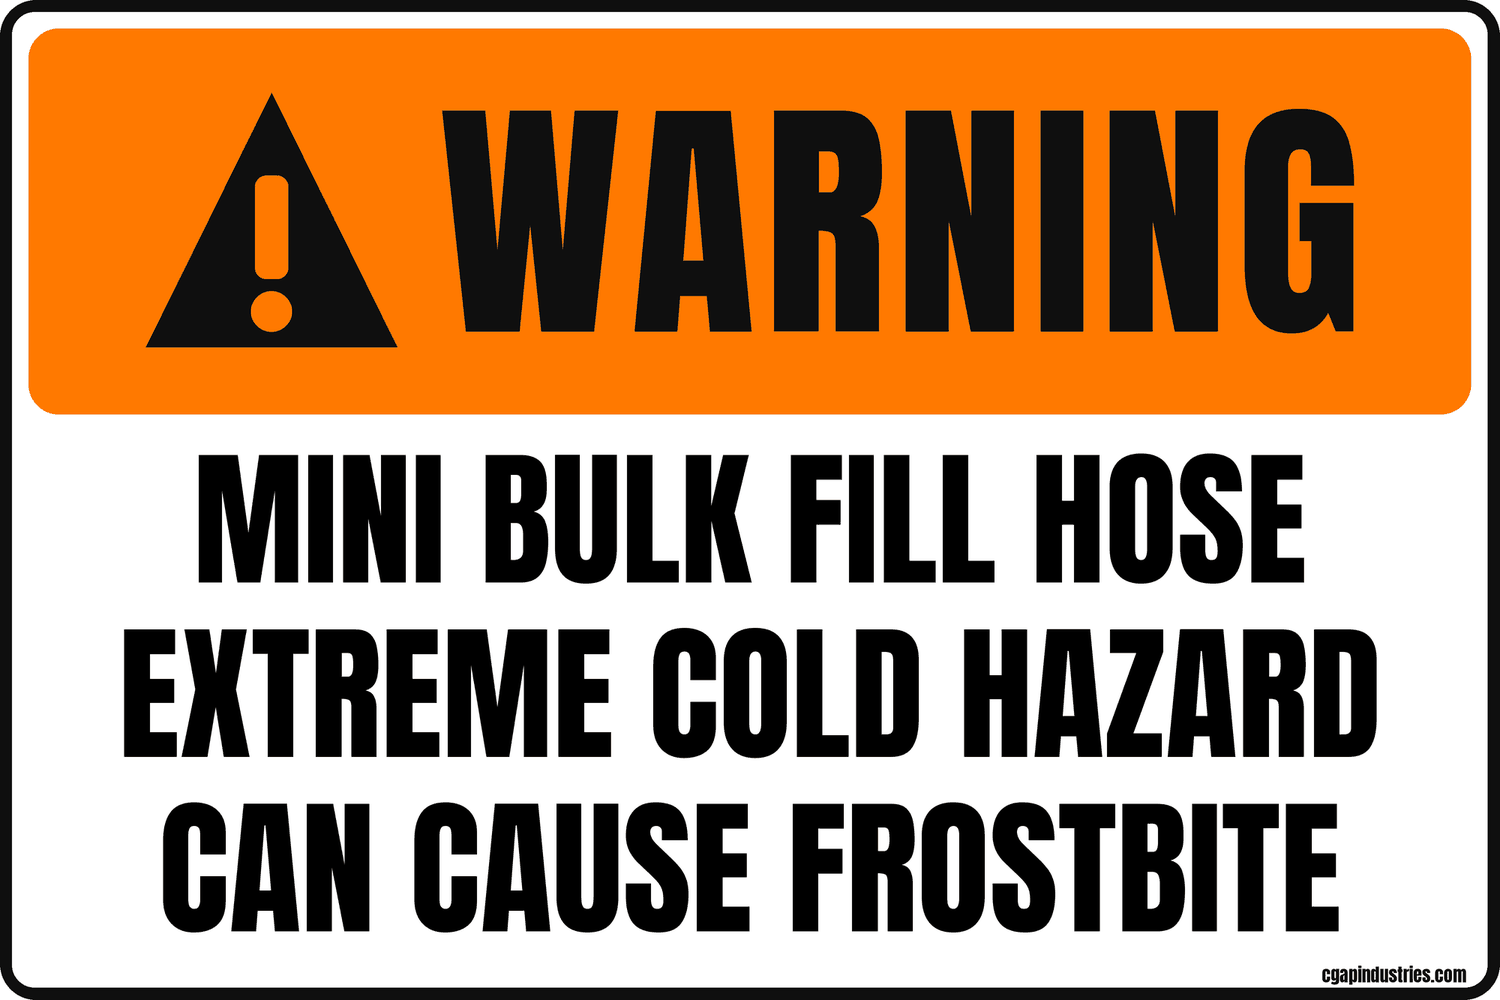 WARNING
MINI BULK FILL HOSE
EXTREME COLD HAZARD
CAN CAUSE FROSTBITE
cgapindustries.com